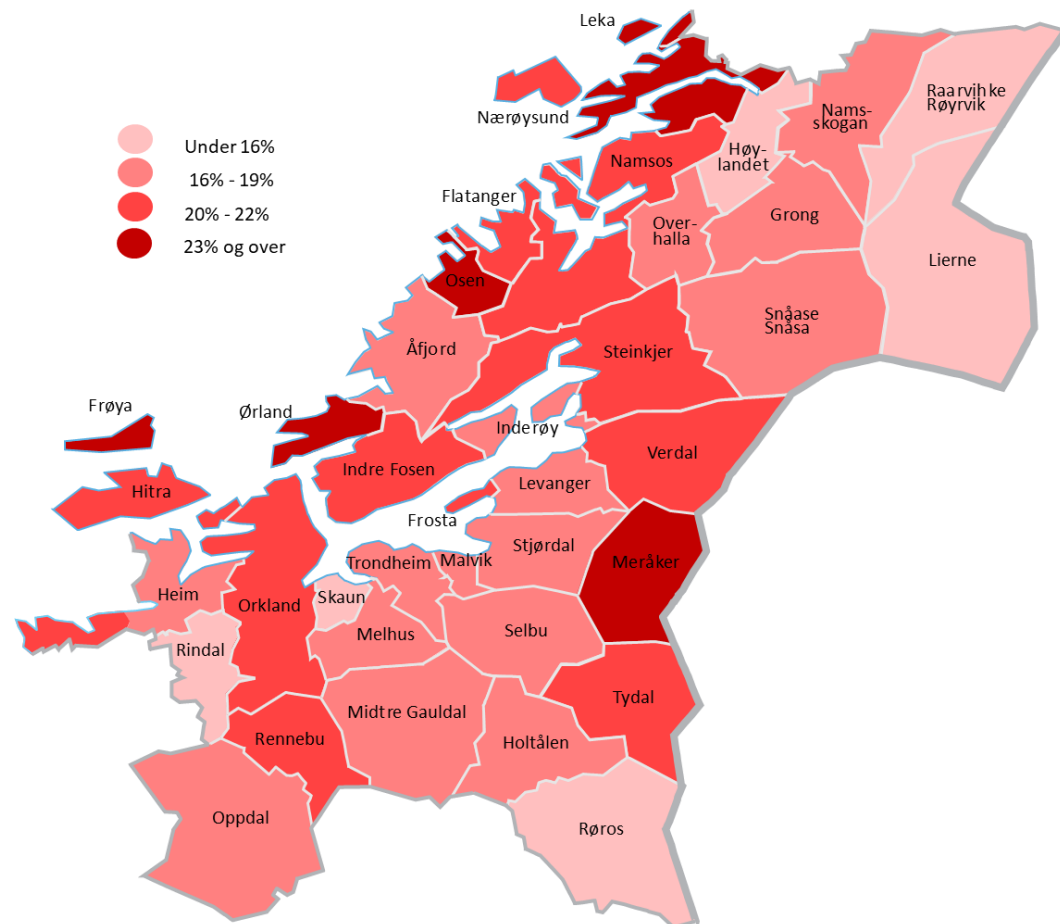 Leka
Nærøysund
Under 16%
16% - 19%
20% - 22%
23% og over
Raarvihke
Røyrvik
Nams-
skogan
Høy-
landet
Namsos
Flatanger
Over-
halla
Grong
Lierne
Osen
Snåase
Snåsa
Åfjord
Steinkjer
Frøya
Ørland
Inderøy
Verdal
Indre Fosen
Hitra
Levanger
Frosta
Stjørdal
Trondheim
Malvik
Meråker
Heim
Orkland
Skaun
Melhus
Selbu
Rindal
Tydal
Midtre Gauldal
Rennebu
Holtålen
Oppdal
Røros